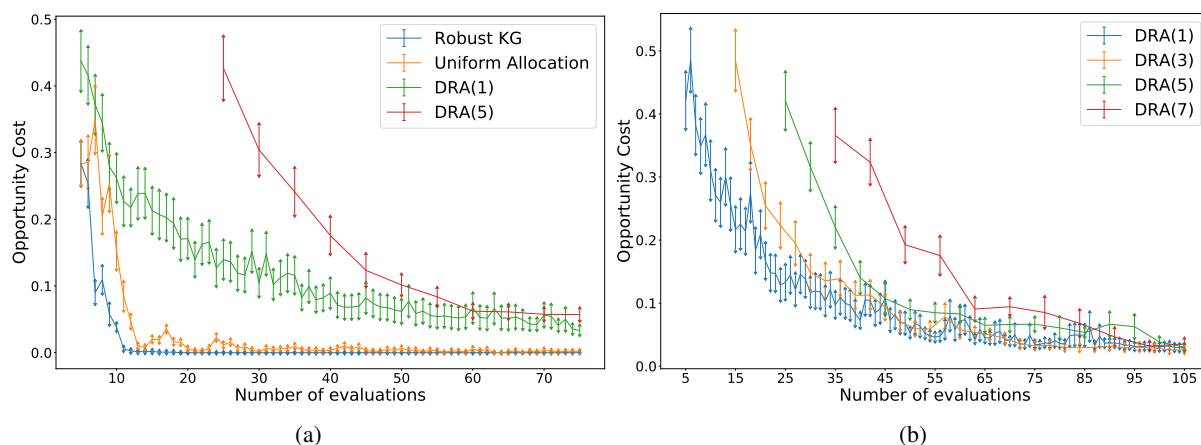 0.5
0.4
0.3
0.2
0.1
0.0
Opportunity Cost
Robust KG
Uniform Allocation
DRA(1)
DRA(5)
10 20 30 40 50 60 70
Number of evaluations
(a)
0.5
0.4
0.3
0.2
0.1
0.0
Opportunity Cost
DRA(1)
DRA(3)
DRA(5)
DRA(7)
5 15 25 35 45 55 65 75 85 95 105
Number of evaluations
(b)